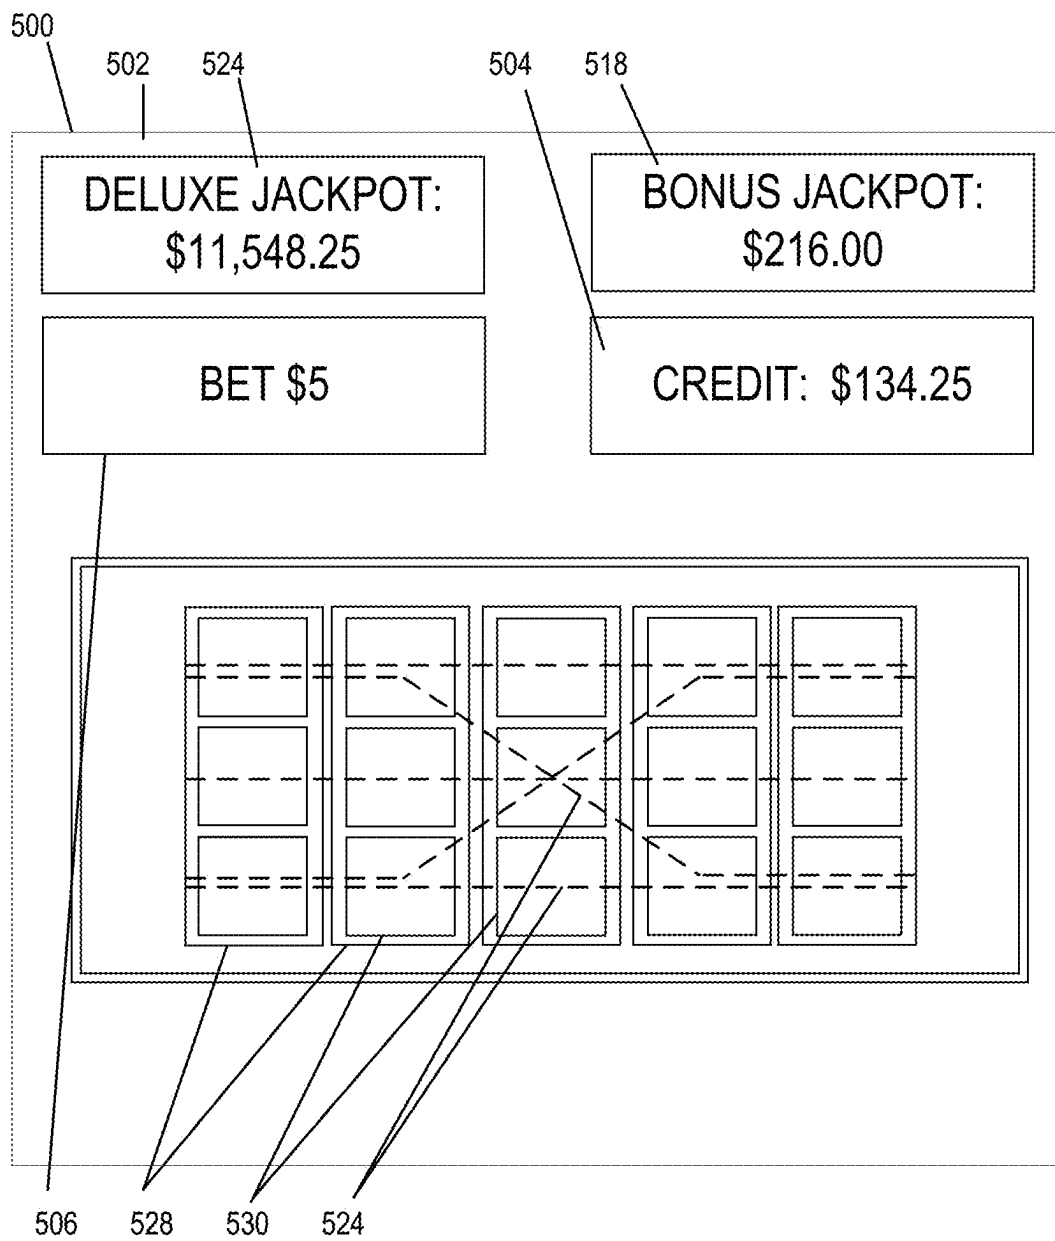 500
502 524 504 518
DELUXE JACKPOT:
$11,548.25
BONUS JACKPOT:
$216.00
BET $5
CREDIT: $134.25
506 528 530 524